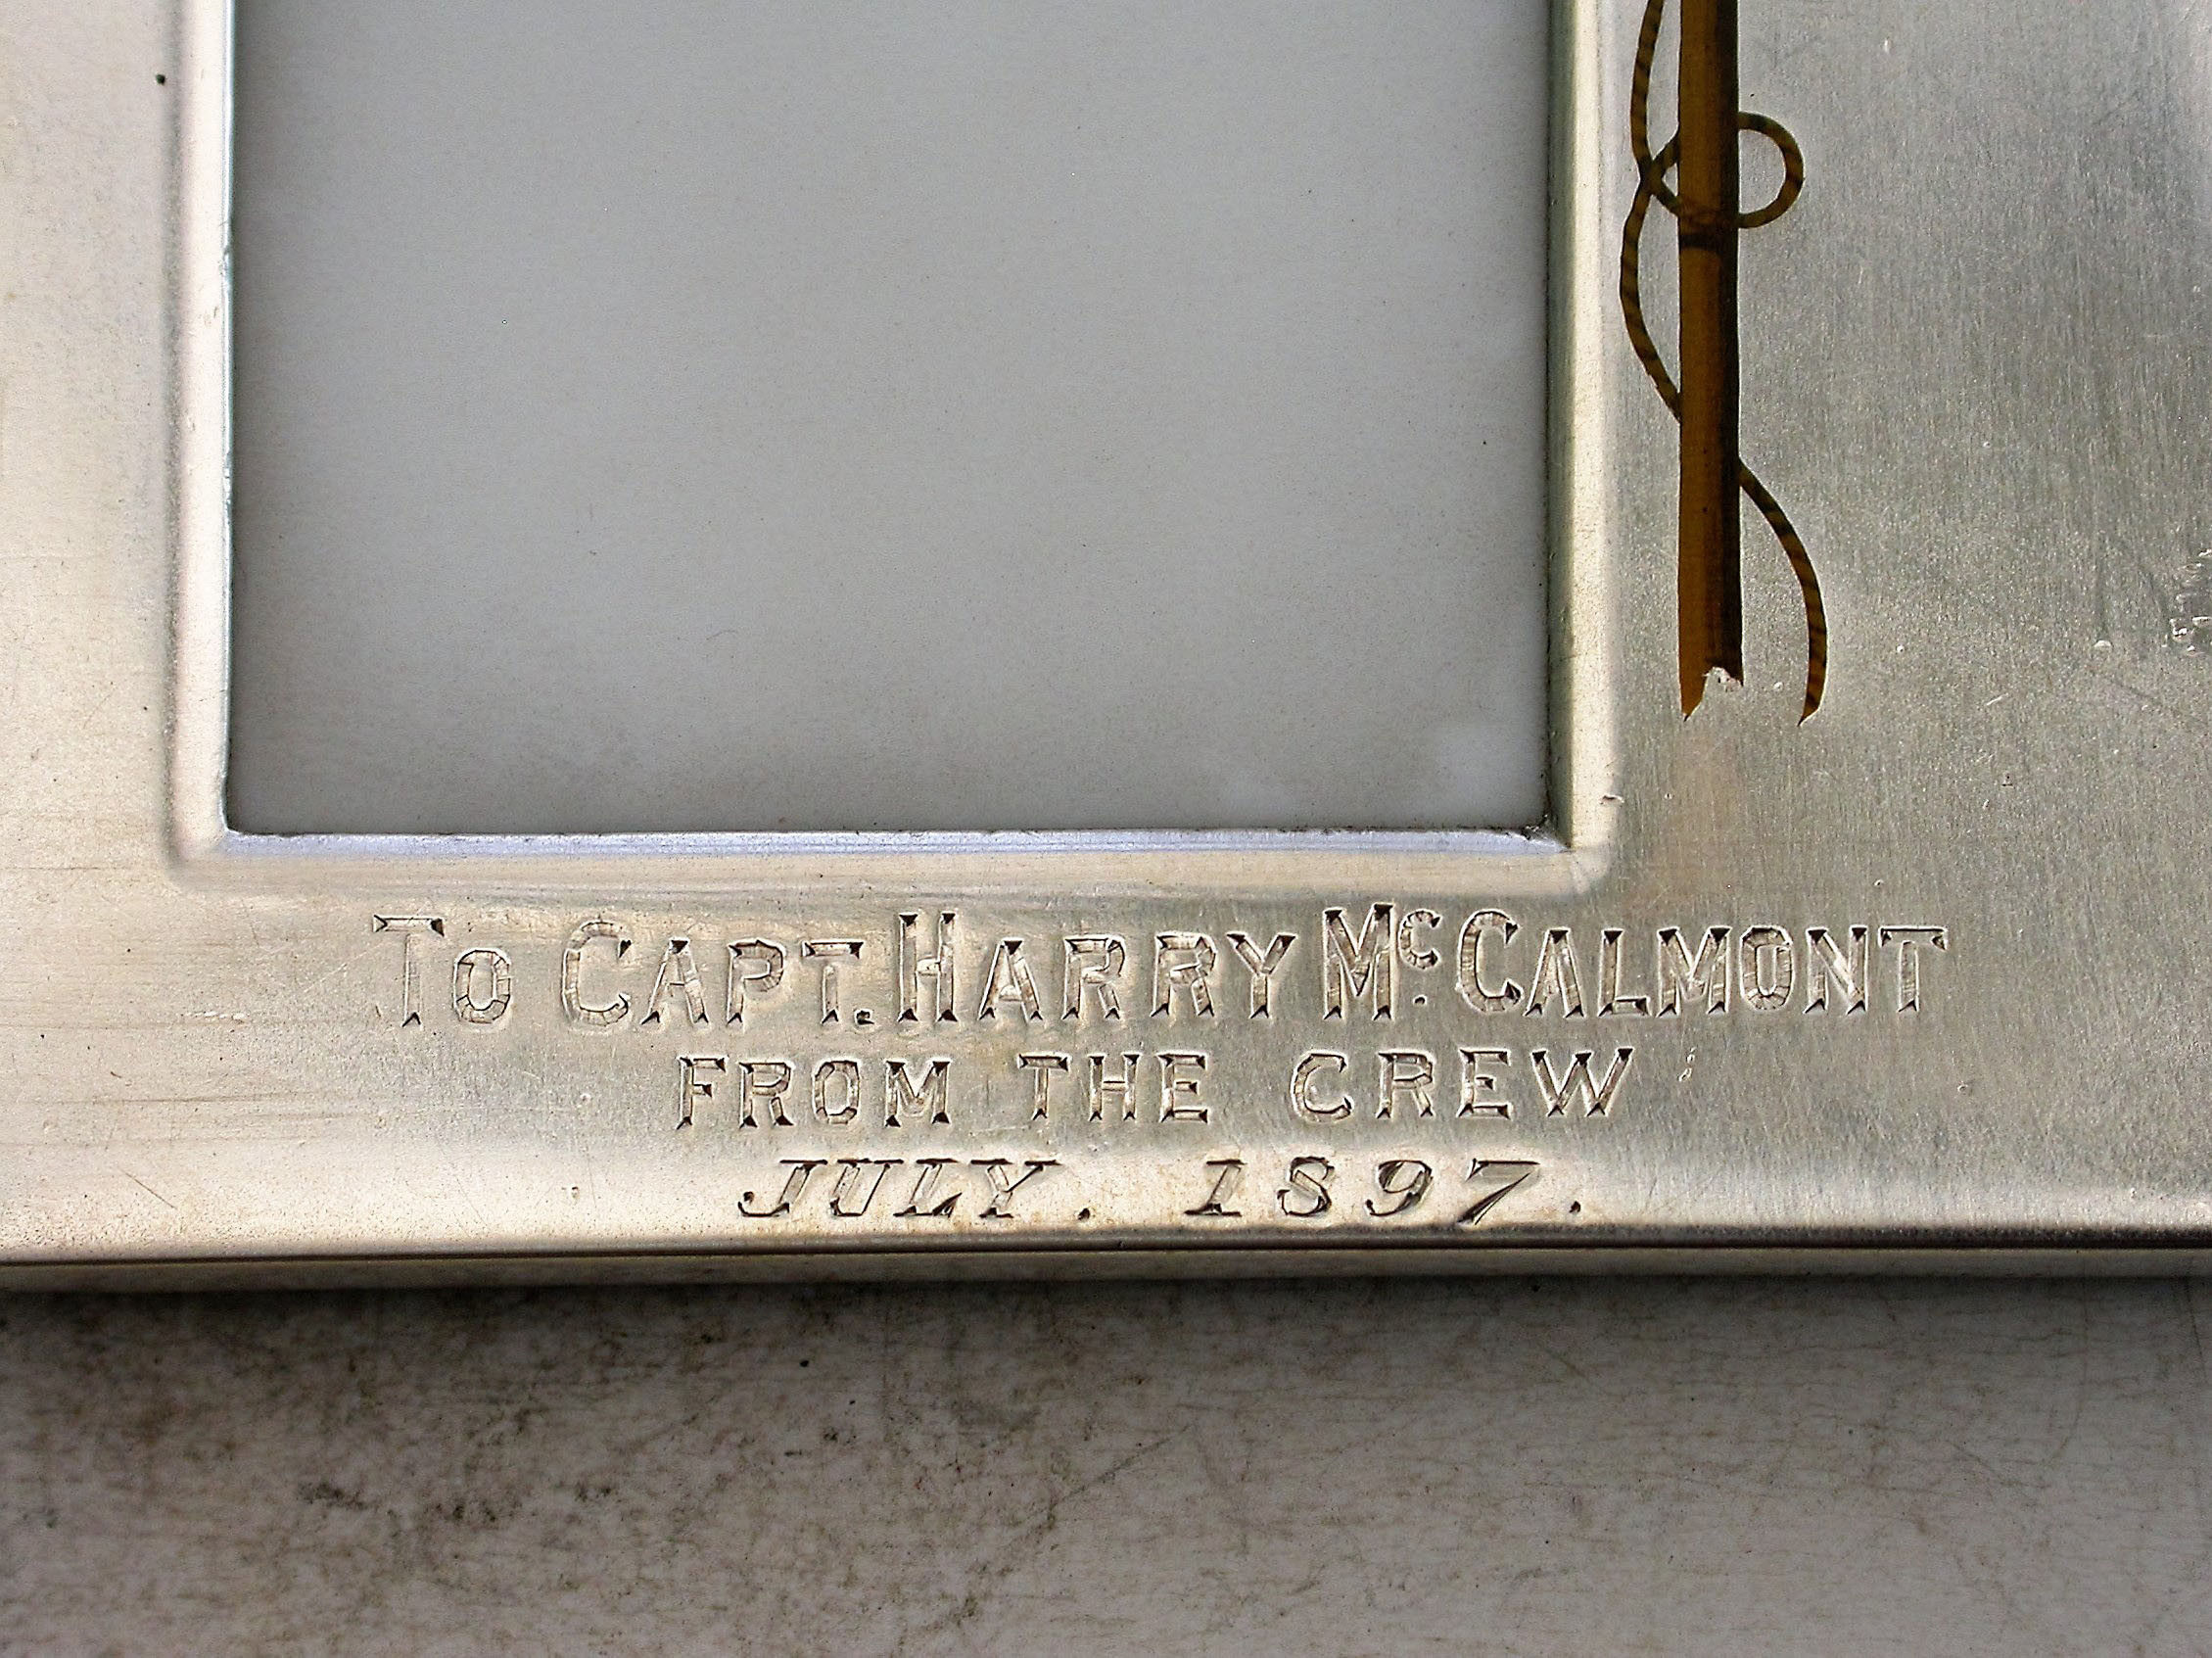 To Capt. Harry Mc. Calmont
FROM THE CREW
JULY. 1897.